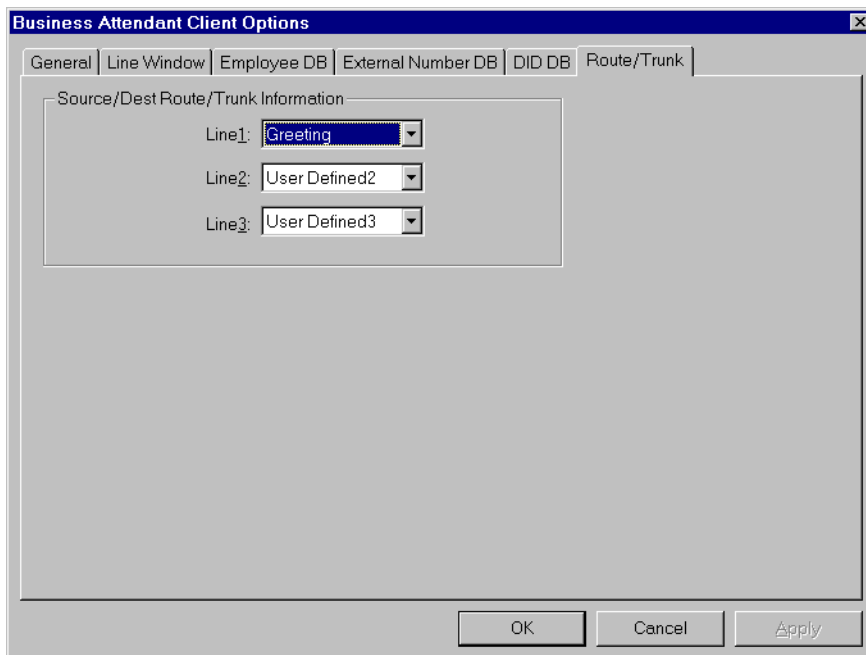 Business Attendant Client Options
General Line Window Employee DB External Number DB DID DB Route/Trunk
Source/Dest Route/Trunk Information
Line1: Greeting
Line2: User Defined2
Line3: User Defined3
OK Cancel Apply